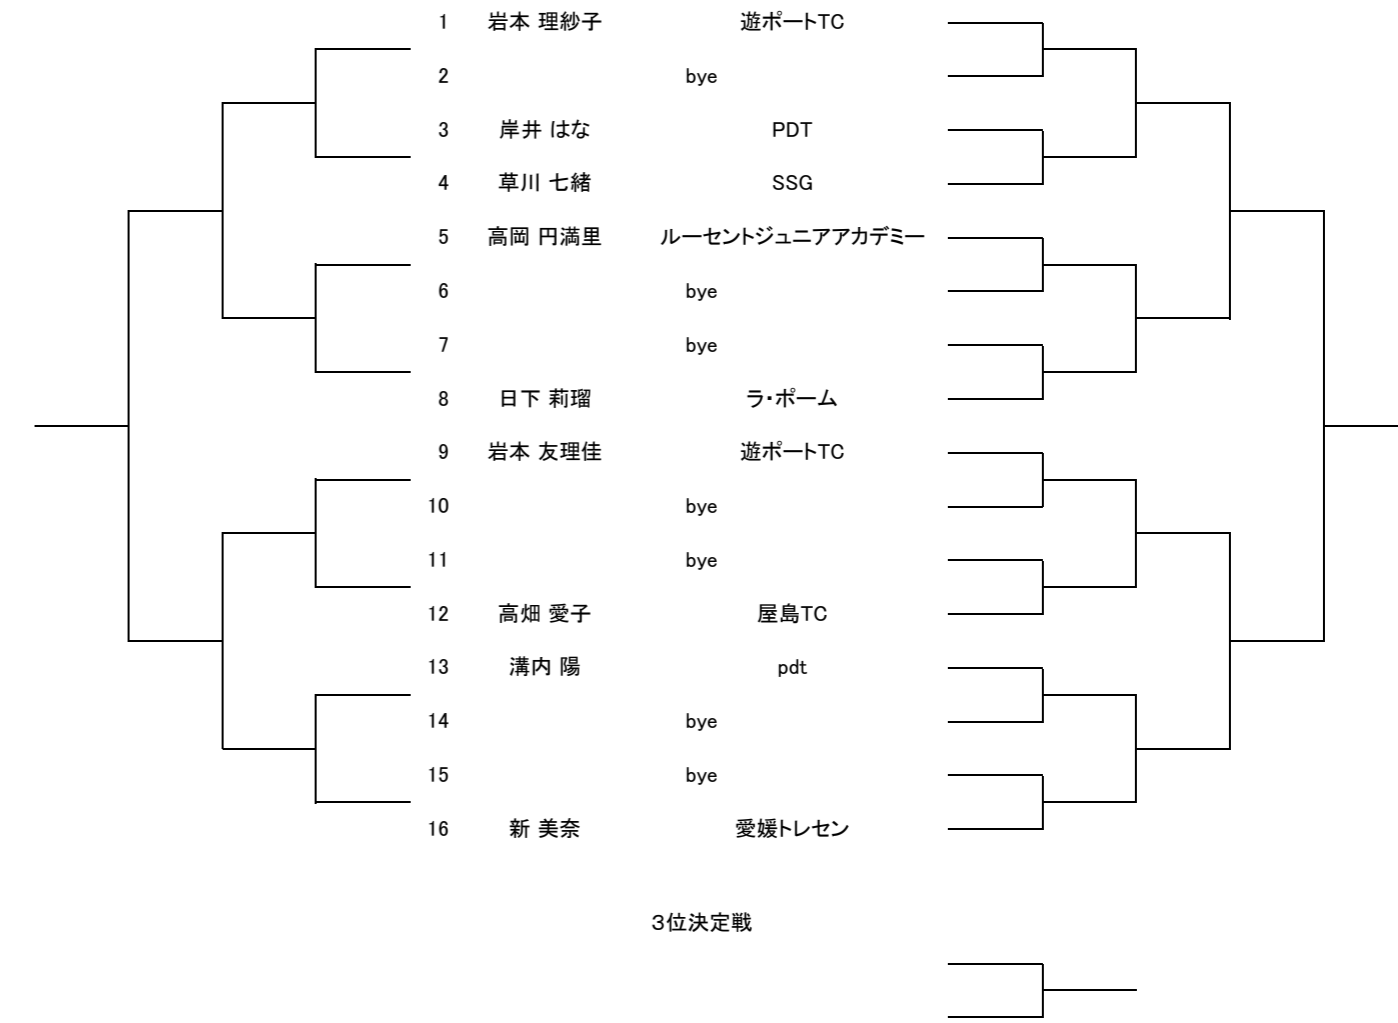 1 岩本 理紗子 遊ポートTC
2 bye
3 岸井 はな PDT
4 草川 七緒 SSG
5 高岡 円満里 ルーセントジュニアアカデミー
6 bye
7 bye
8 日下 莉瑠 ラ・ポーム
9 岩本 友理佳 遊ポートTC
10 bye
11 bye
12 高畑 愛子 屋島TC
13 溝内 陽 pdt
14 bye
15 bye
16 新 美奈 愛媛トレセン
３位決定戦